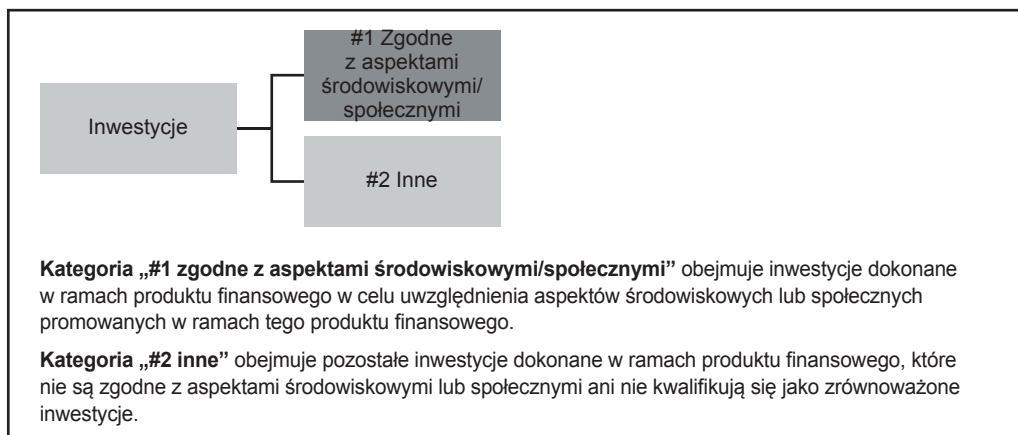 #1 Zgodne
z aspektami
środowiskowymi/
społecznymi
Inwestycje
#2 Inne
Kategoria „#1 zgodne z aspektami środowiskowymi/społecznymi” obejmuje inwestycje dokonane
w ramach produktu finansowego w celu uwzględnienia aspektów środowiskowych lub społecznych
promowanych w ramach tego produktu finansowego.
Kategoria „#2 inne” obejmuje pozostałe inwestycje dokonane w ramach produktu finansowego, które
nie są zgodne z aspektami środowiskowymi lub społecznymi ani nie kwalifikują się jako zrównoważone
inwestycje.